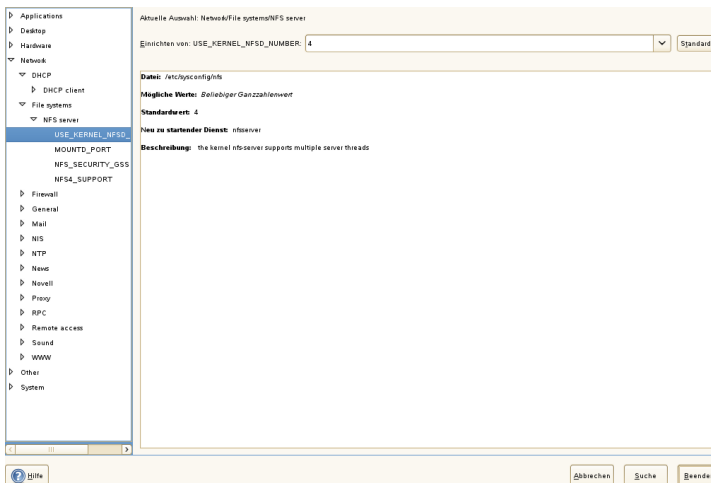 Applications
Desktop
Hardware
Network
DHCP
DHCP client
File systems
NFS server
USE_KERNEL_NFSD_
MOUNTD_PORT
NFS_SECURITY_GSS
NFS4_SUPPORT
Firewall
General
Mail
NIS
NTP
News
Novell
Proxy
RPC
Remote access
Sound
WWW
Other
System
Aktuelle Auswahl: Network/File systems/NFS server
Einrichten von: USE_KERNEL_NFSD_NUMBER: 4 Standard
Datei: /etc/sysconfig/nfs
Mögliche Werte: Beliebiger Ganzzahlenwert
Standardwert: 4
Neu zu startender Dienst: nfsserver
Beschreibung: the kernel nfs-server supports multiple server threads
Hilfe Abbrechen Suche Beenden